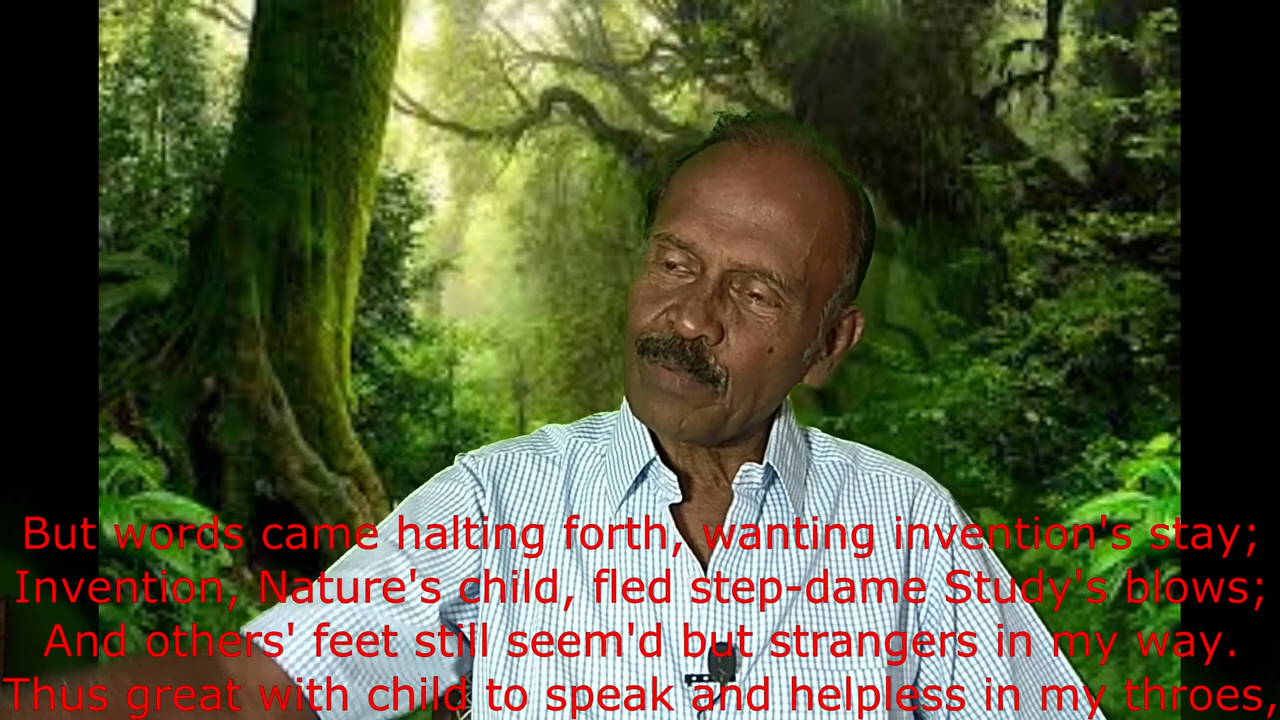 But words came halting forth, wanting invention's stay;
Invention, Nature's child, fled step-dame Study's blows;
And others' feet still seem'd but strangers in my way.
Thus great with child to speak and helpless in my throes,